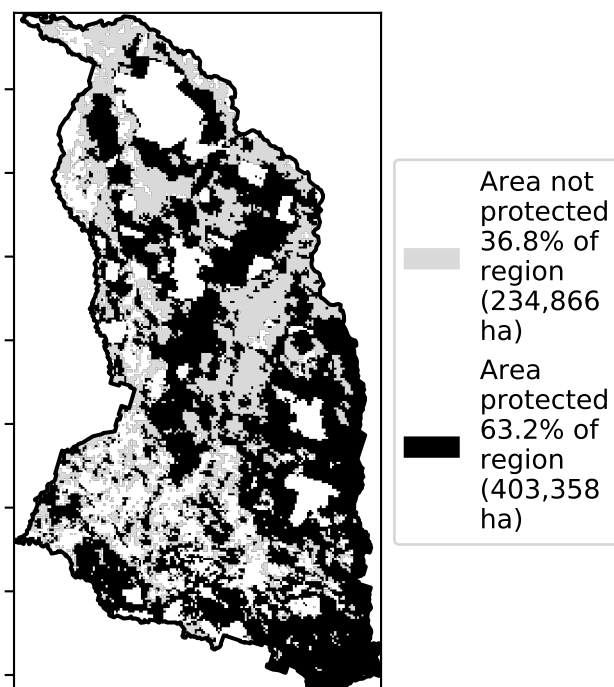 Area not
protected
36.8% of
region
(234,866
ha)
Area
protected
63.2% of
region
(403,358
ha)